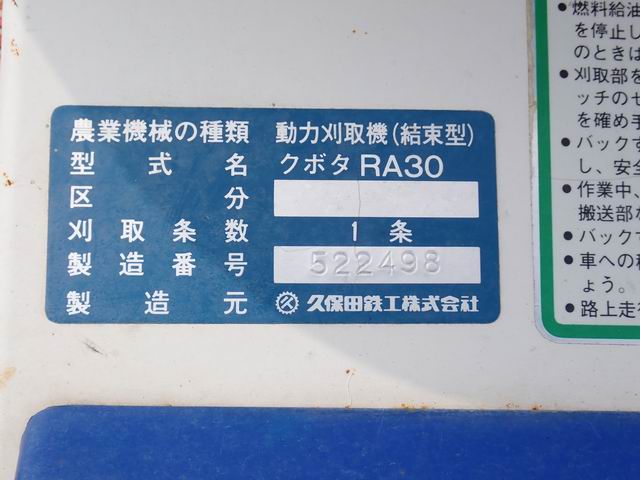 農業機械の種類 動力刈取機(結束型)
型式名 クボタ RA30
区分
刈取条数 1条
製造番号 522498
製造元 久保田鉄工株式会社
● 燃料給油
を停止し
のときは
● 刈取部を
ッチのセ
を確め手
● バックす
し、安全
● 作業中、
搬送部な
● バックで
● 車への積
ょう。
● 路上走行